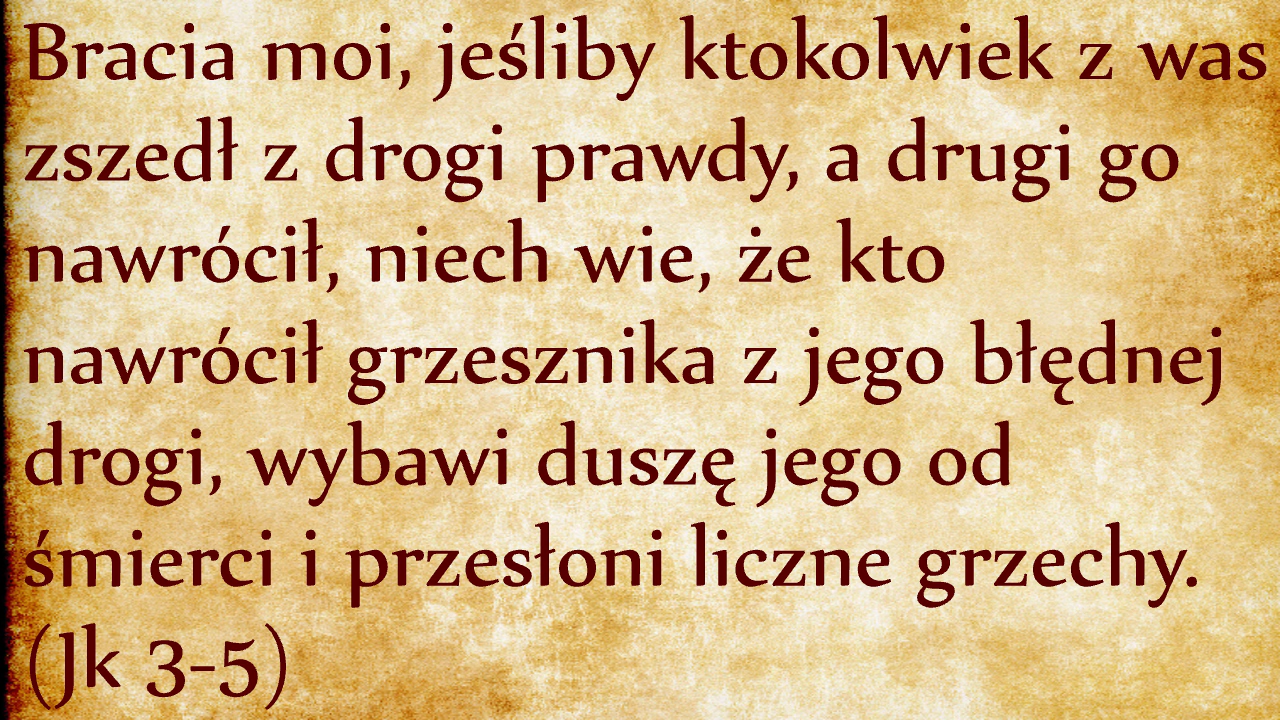 Bracia moi, jeśliby ktokolwiek z was
zszedł z drogi prawdy, a drugi go
nawrócił, niech wie, że kto
nawrócił grzesznika z jego błędnej
drogi, wybawi duszę jego od
śmierci i przesłoni liczne grzechy.
(Jk 3-5)